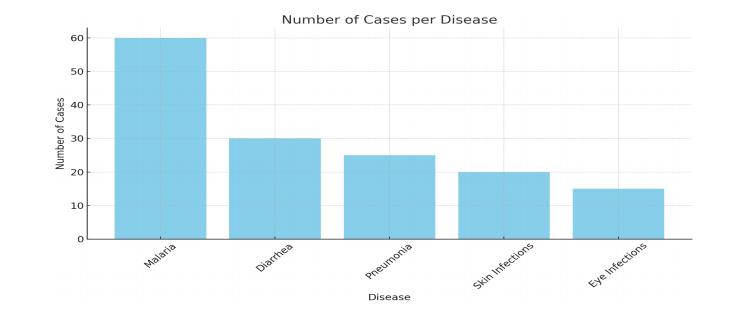 Number of Cases per Disease
Number of Cases
60
50
40
30
20
10
0
Malaria
Diarrhea
Pneumonia
Skin Infections
Eye Infections
Disease